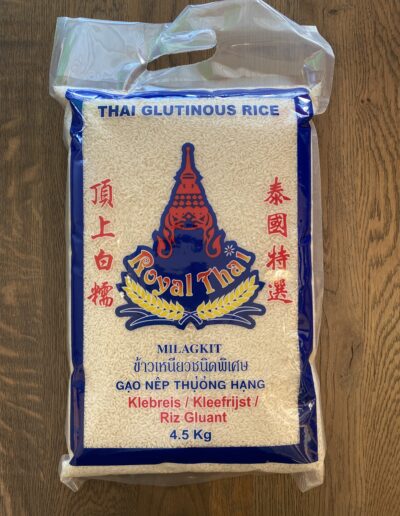 THAI GLUTINOUS RICE
頂上白糯
泰國特選
Royal Thai
MILAGKIT
ข้าวเหนียวชนิดพิเศษ
GẠO NẾP THƯỢNG HẠNG
Klebreis / Kleefrijst /
Riz Gluant
4.5 Kg